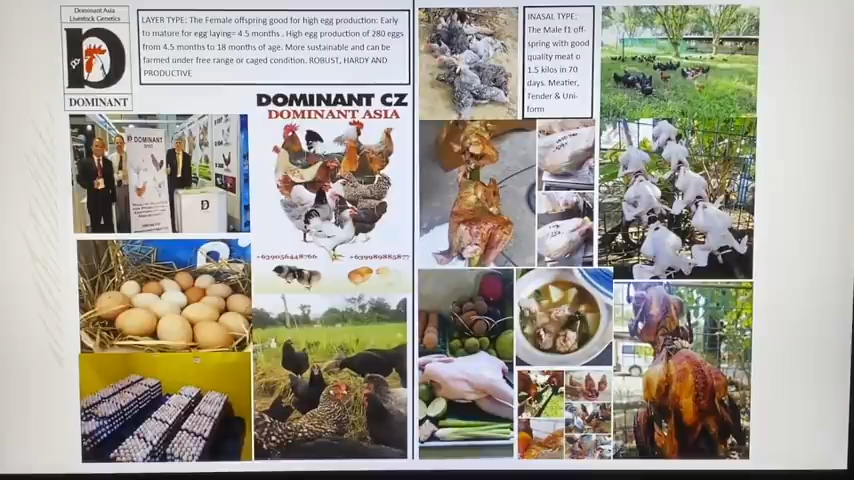 Dominant Asia
Livestock Genetics
D
DOMINANT
LAYER TYPE: The Female offspring good for high egg production: Early
to mature for egg laying= 4.5 months . High egg production of 280 eggs
from 4.5 months to 18 months of age. More sustainable and can be
farmed under free range or caged condition. ROBUST, HARDY AND
PRODUCTIVE
DOMINANT CZ
DOMINANT ASIA
DOMINANT
D
INASAL TYPE:
The Male f1 off-
spring with good
quality meat o
1.5 kilos in 70
days. Meatier,
Tender & Uni-
form